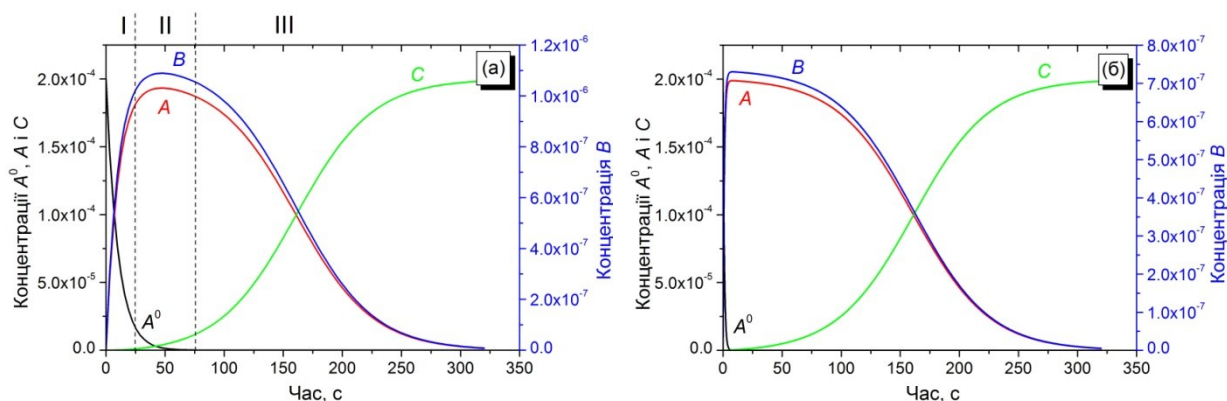 I II III
(а)
2.0x10⁻⁴
1.5x10⁻⁴
1.0x10⁻⁴
5.0x10⁻⁵
0.0
Концентрації A⁰, A і C
B
A
A⁰
C
1.2x10⁻⁶
1.0x10⁻⁶
8.0x10⁻⁷
6.0x10⁻⁷
4.0x10⁻⁷
2.0x10⁻⁷
0.0
Концентрація B
0 50 100 150 200 250 300 350
Час, с
(б)
2.0x10⁻⁴
1.5x10⁻⁴
1.0x10⁻⁴
5.0x10⁻⁵
0.0
Концентрації A⁰, A і C
B
A
A⁰
C
8.0x10⁻⁷
7.0x10⁻⁷
6.0x10⁻⁷
5.0x10⁻⁷
4.0x10⁻⁷
3.0x10⁻⁷
2.0x10⁻⁷
1.0x10⁻⁷
0.0
Концентрація B
0 50 100 150 200 250 300 350
Час, с